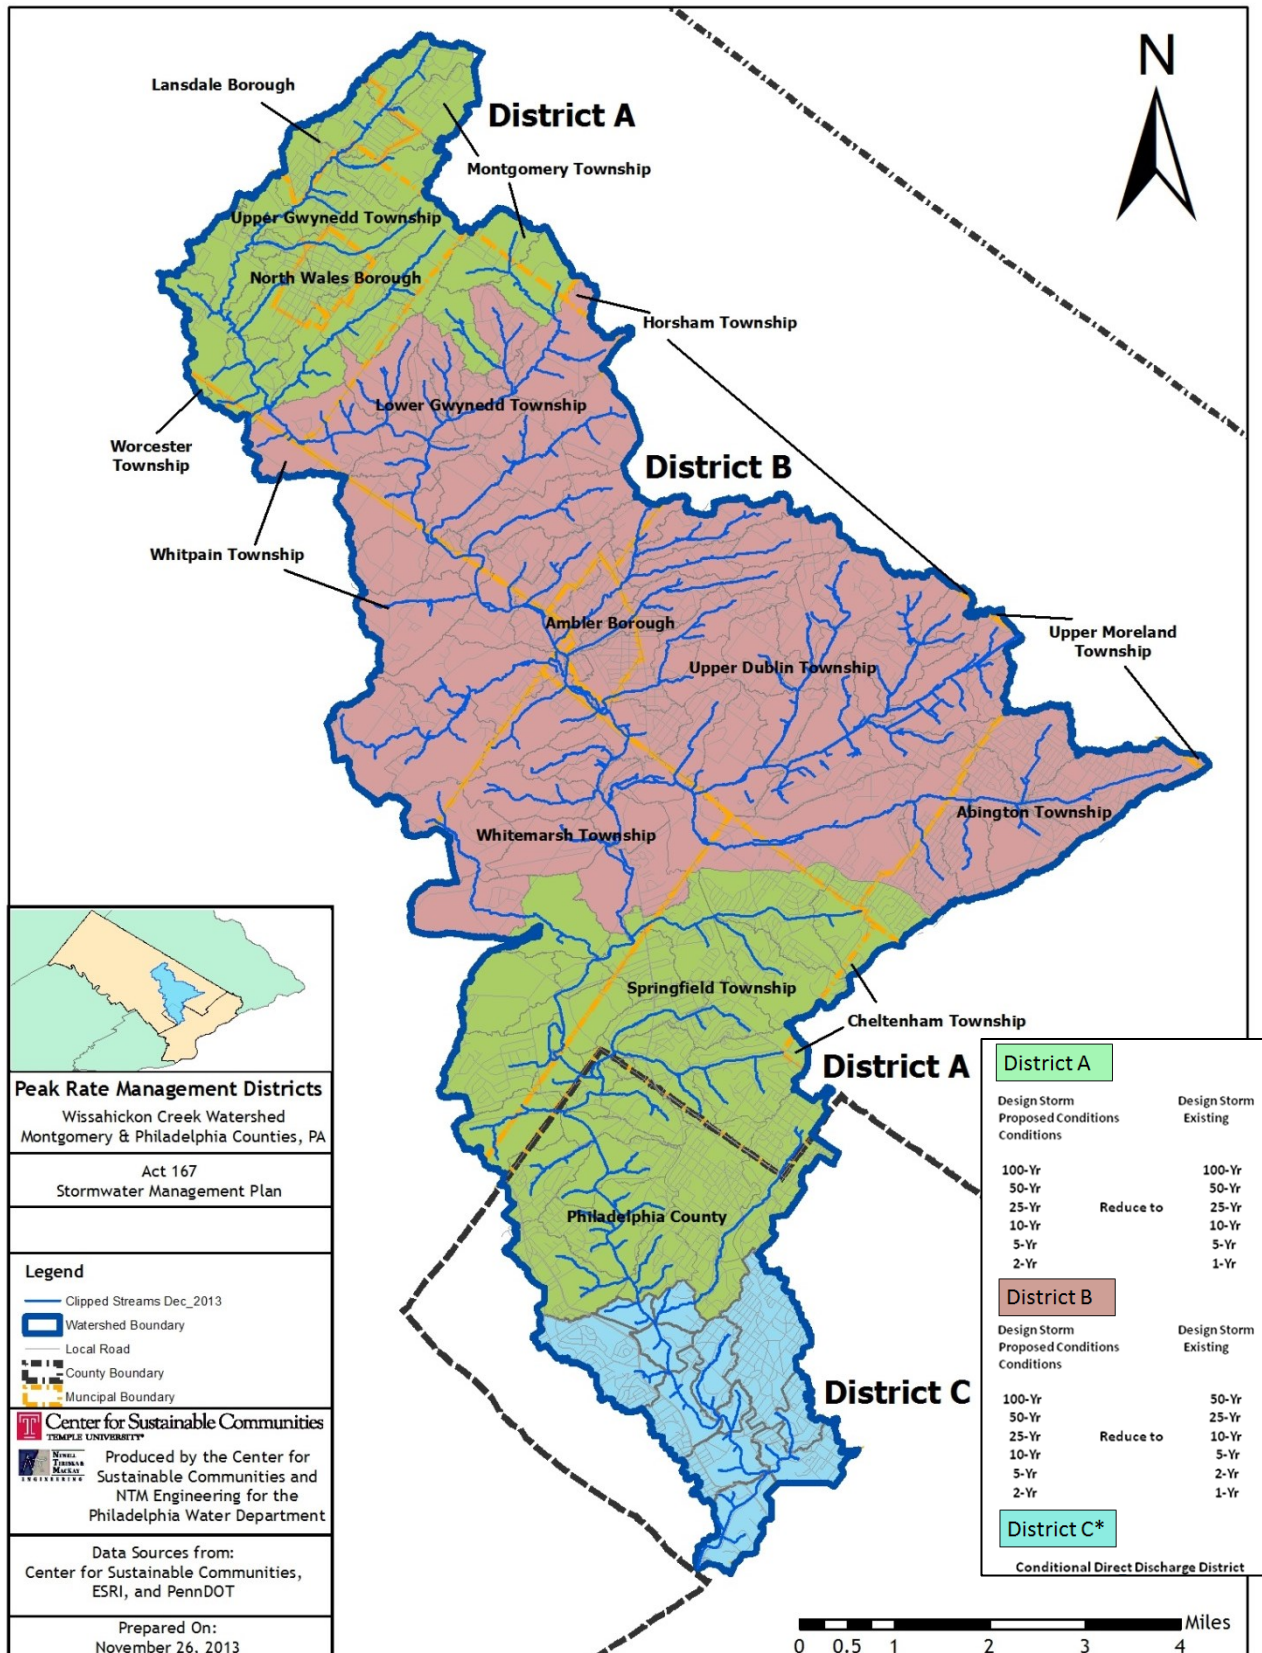 N
Lansdale Borough
District A
Montgomery Township
Upper Gwynedd Township
North Wales Borough
Horsham Township
Lower Gwynedd Township
Worcester
Township
District B
Whitpain Township
Ambler Borough
Upper Moreland
Township
Upper Dublin Township
Abington Township
Whitemarsh Township
Springfield Township
Cheltenham Township
District A
Philadelphia County
District C
Peak Rate Management Districts
Wissahickon Creek Watershed
Montgomery & Philadelphia Counties, PA
Act 167
Stormwater Management Plan
Legend
Clipped Streams Dec_2013
Watershed Boundary
Local Road
County Boundary
Muncipal Boundary
T Center for Sustainable Communities
TEMPLE UNIVERSITY®
NEWELL
TERESKA &
MACKAY
ENGINEERING
Produced by the Center for
Sustainable Communities and
NTM Engineering for the
Philadelphia Water Department
Data Sources from:
Center for Sustainable Communities,
ESRI, and PennDOT
Prepared On:
November 26, 2013
District A
Design Storm Design Storm
Proposed Conditions Existing
Conditions
100-Yr 100-Yr
50-Yr 50-Yr
25-Yr Reduce to 25-Yr
10-Yr 10-Yr
5-Yr 5-Yr
2-Yr 1-Yr
District B
Design Storm Design Storm
Proposed Conditions Existing
Conditions
100-Yr 50-Yr
50-Yr 25-Yr
25-Yr Reduce to 10-Yr
10-Yr 5-Yr
5-Yr 2-Yr
2-Yr 1-Yr
District C*
Conditional Direct Discharge District
Miles
0 0.5 1 2 3 4